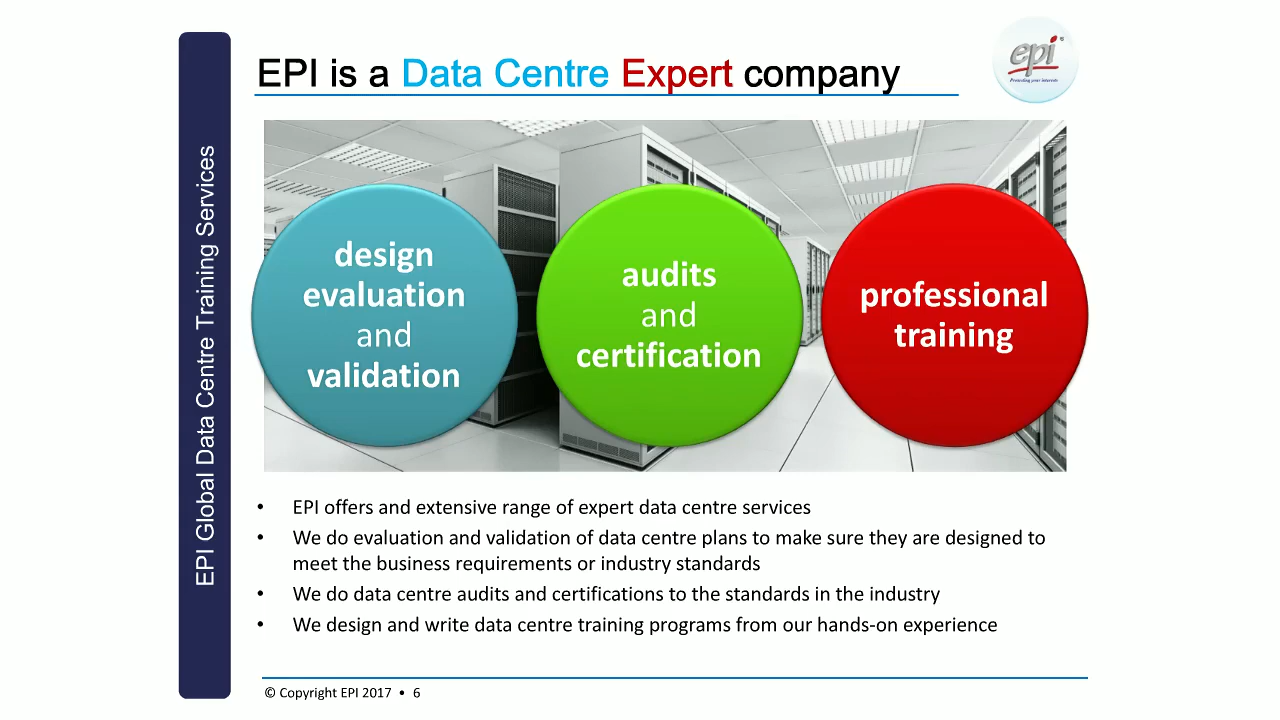 EPI is a Data Centre Expert company
epi
Promoting your interests
EPI Global Data Centre Training Services
design
evaluation
and
validation
audits
and
certification
professional
training
• EPI offers and extensive range of expert data centre services
• We do evaluation and validation of data centre plans to make sure they are designed to
meet the business requirements or industry standards
• We do data centre audits and certifications to the standards in the industry
• We design and write data centre training programs from our hands-on experience
© Copyright EPI 2017 • 6